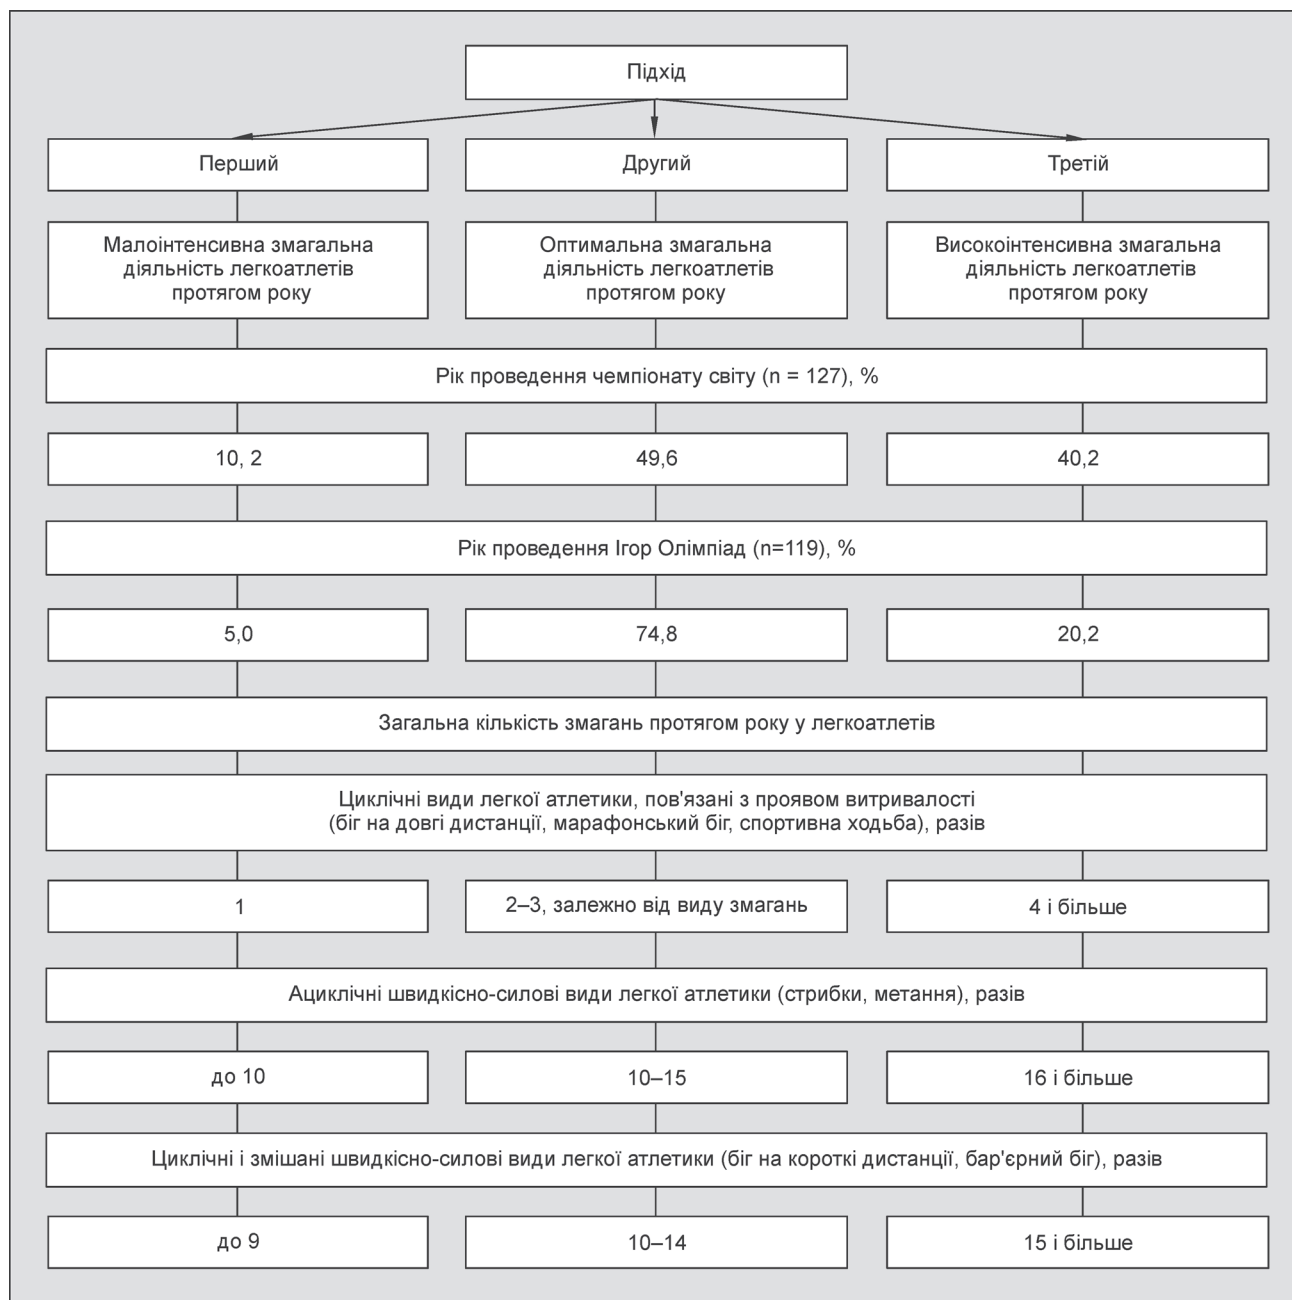 Підхід
Перший
Другий
Третій
Малоінтенсивна змагальна
діяльність легкоатлетів
протягом року
Оптимальна змагальна
діяльність легкоатлетів
протягом року
Високоінтенсивна змагальна
діяльність легкоатлетів
протягом року
Рік проведення чемпіонату світу (n = 127), %
10, 2
49,6
40,2
Рік проведення Ігор Олімпіад (n=119), %
5,0
74,8
20,2
Загальна кількість змагань протягом року у легкоатлетів
Циклічні види легкої атлетики, пов'язані з проявом витривалості
(біг на довгі дистанції, марафонський біг, спортивна ходьба), разів
1
2–3, залежно від виду змагань
4 і більше
Ациклічні швидкісно-силові види легкої атлетики (стрибки, метання), разів
до 10
10–15
16 і більше
Циклічні і змішані швидкісно-силові види легкої атлетики (біг на короткі дистанції, бар'єрний біг), разів
до 9
10–14
15 і більше